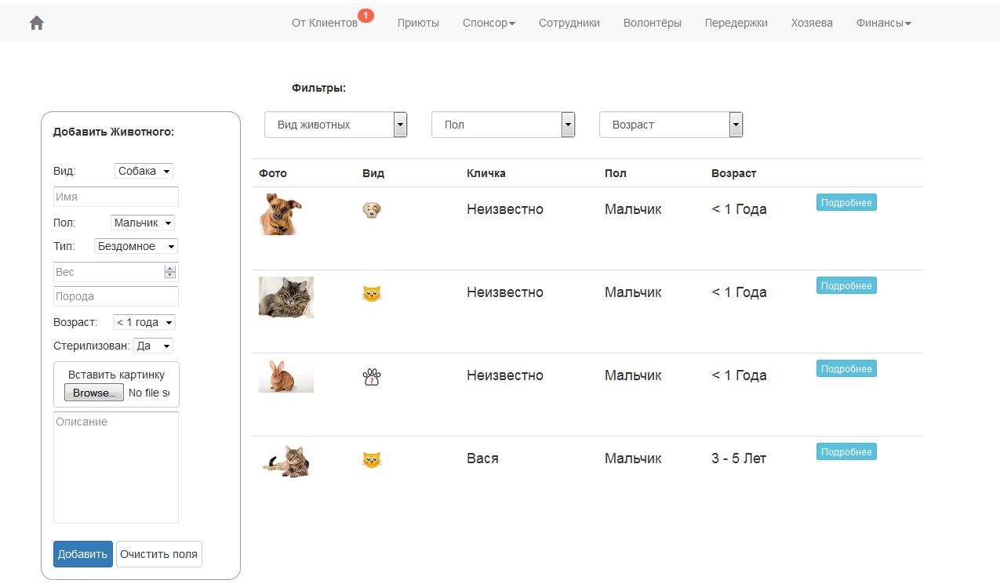 От Клиентов 1 Приюты Спонсор Сотрудники Волонтёры Передержки Хозяева Финансы
Фильтры:
Вид животных Пол Возраст
Добавить Животного:
Вид: Собака
Имя
Пол: Мальчик
Тип: Бездомное
Вес
Порода
Возраст: < 1 года
Стерилизован: Да
Вставить картинку
Browse... No file se
Описание
Добавить Очистить поля
Фото Вид Кличка Пол Возраст
Неизвестно Мальчик < 1 Года Подробнее
Неизвестно Мальчик < 1 Года Подробнее
? Неизвестно Мальчик < 1 Года Подробнее
Вася Мальчик 3 - 5 Лет Подробнее